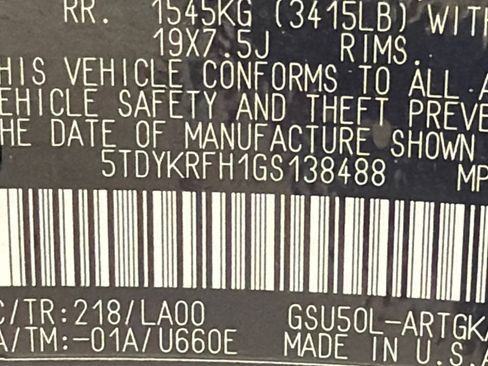 RR. 1545KG (3415LB) WITH
19X7.5J RIMS.
HIS VEHICLE CONFORMS TO ALL A
EHICLE SAFETY AND THEFT PREVE
HE DATE OF MANUFACTURE SHOWN
5TDYKRFH1GS138488 MP
C/TR:218/LA00 GSU50L-ARTGK
A/TM:-01A/U660E MADE IN U.S.A